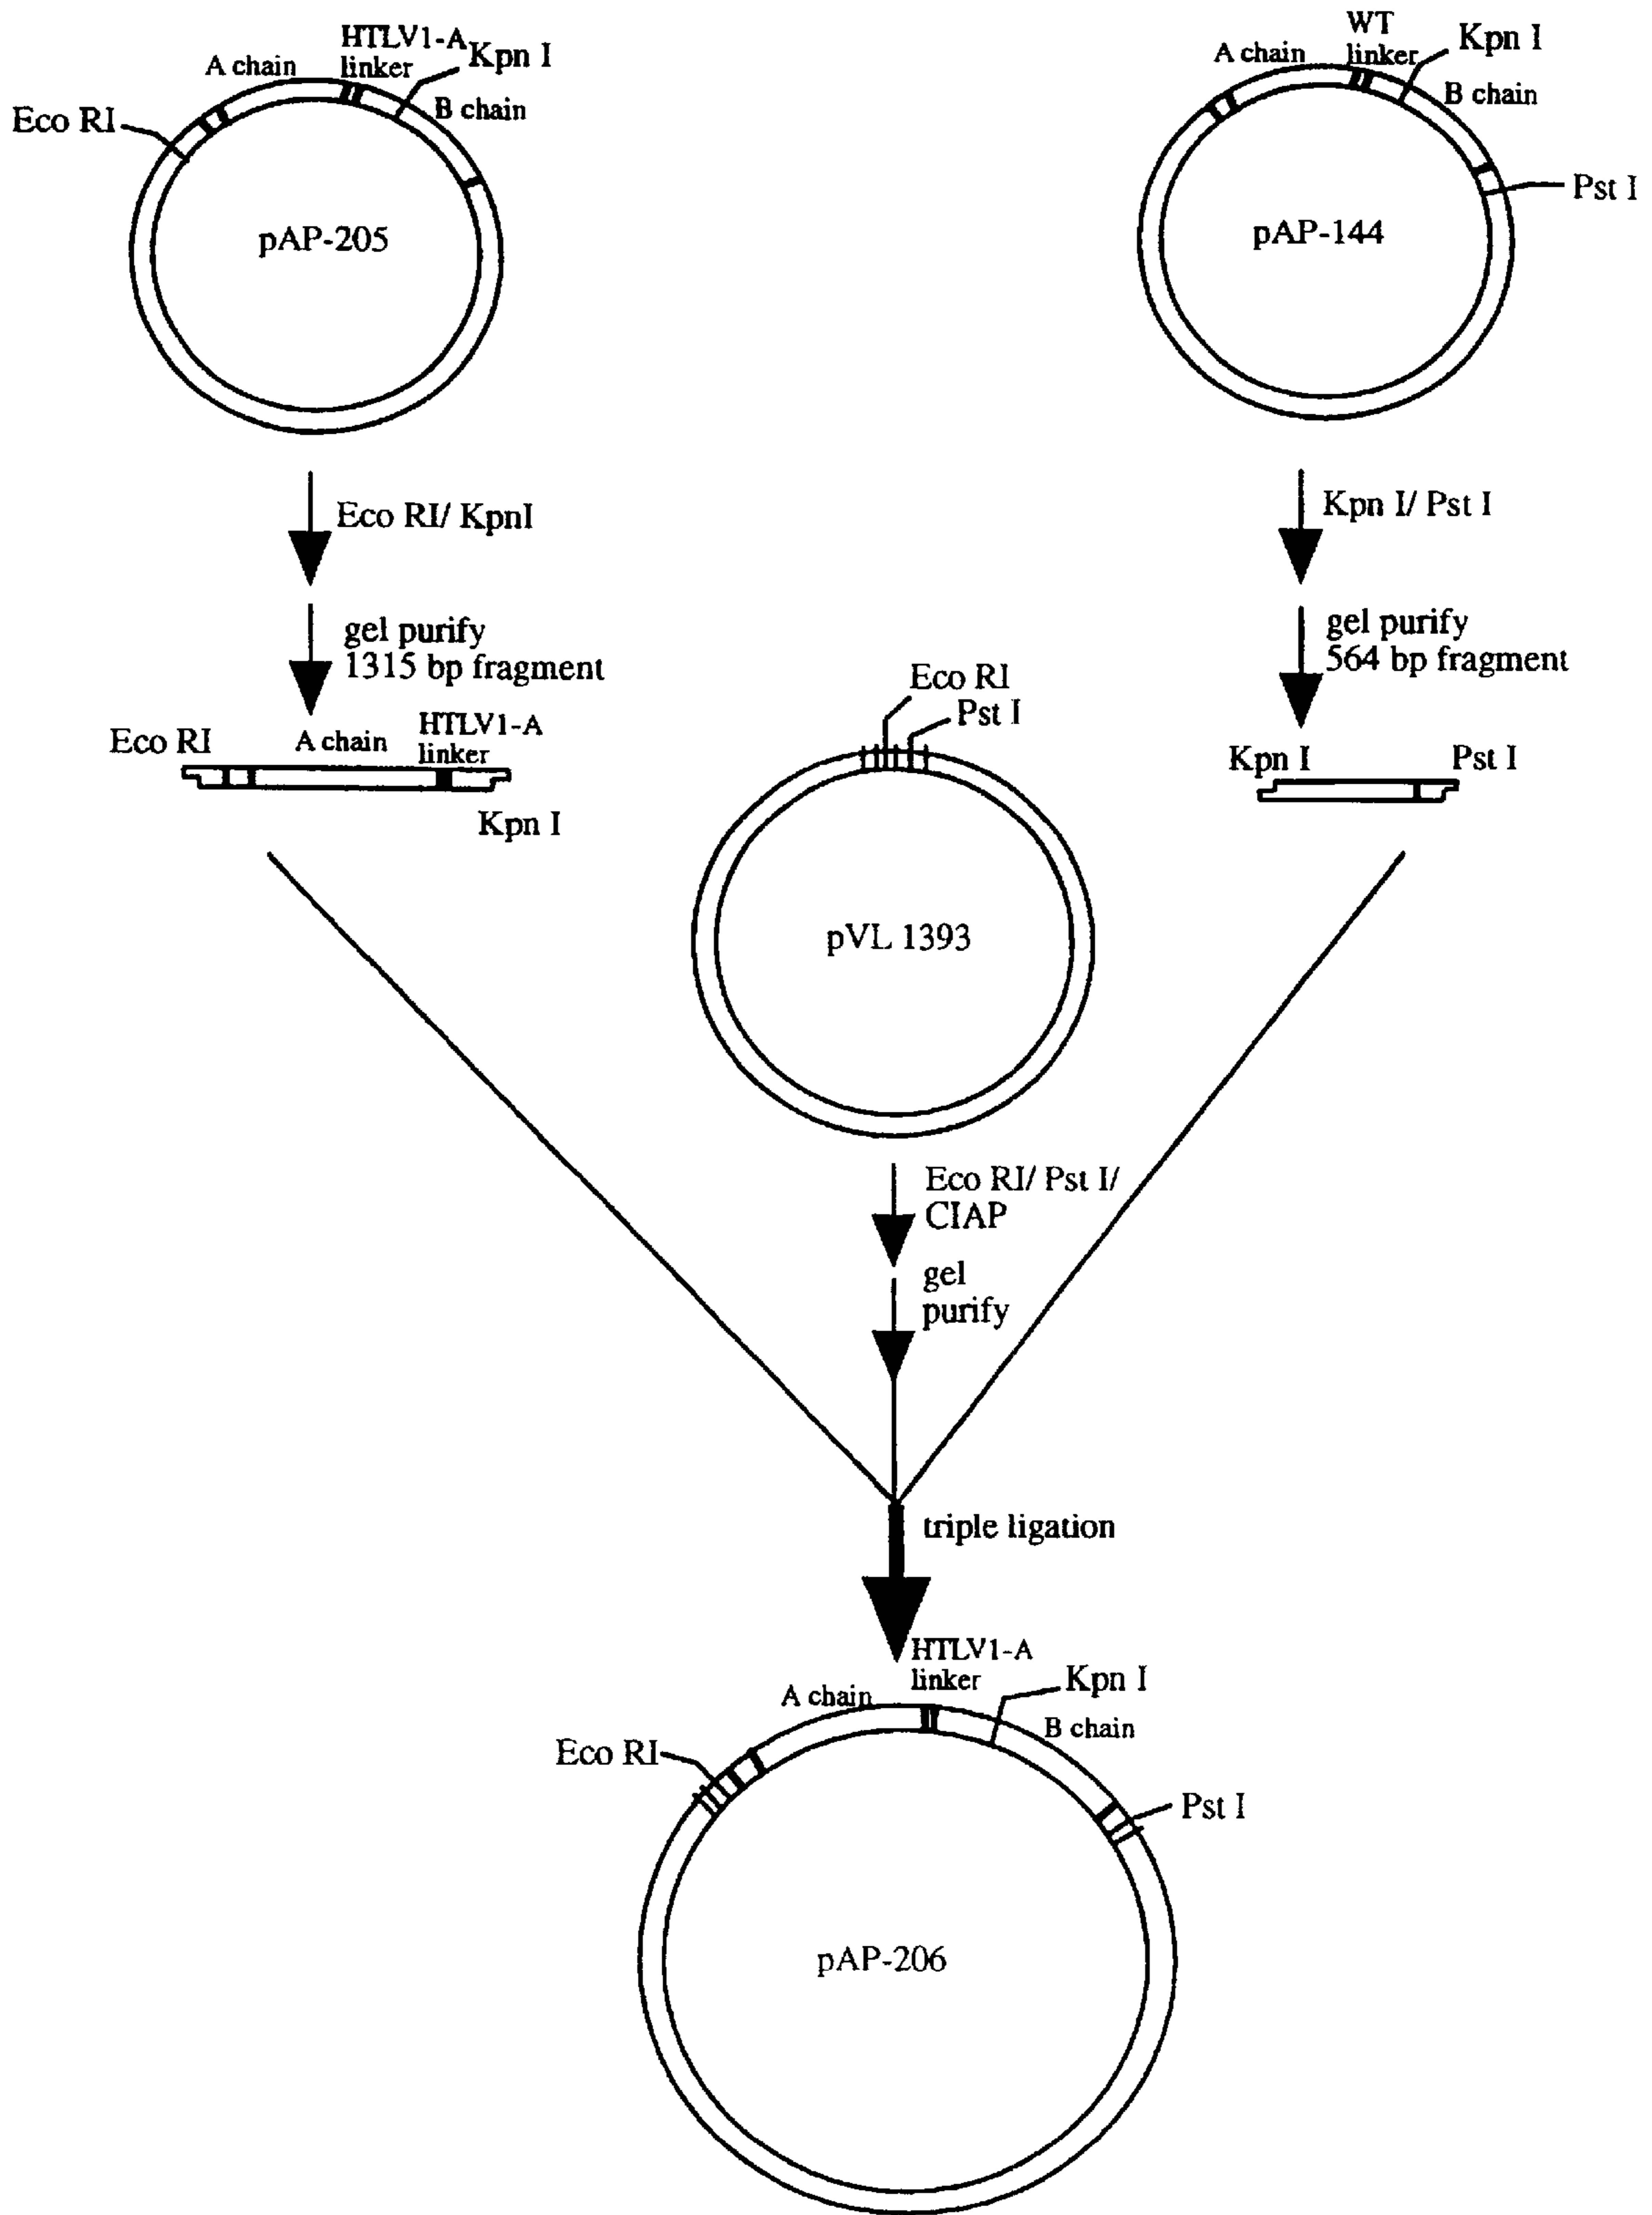 HTLV1-A
A chain
linker
Kpn I
B chain
Eco RI
pAP-205
WT
A chain
linker
Kpn I
B chain
Pst I
pAP-144
Eco RI/ KpnI
gel purify
1315 bp fragment
Kpn I/ Pst I
gel purify
564 bp fragment
Eco RI
A chain
HTLV1-A
linker
Kpn I
Eco RI
Pst I
pVL 1393
Kpn I
Pst I
Eco RI/ Pst I/
CIAP
gel
purify
triple ligation
HTLV1-A
linker
A chain
Kpn I
B chain
Eco RI
Pst I
pAP-206